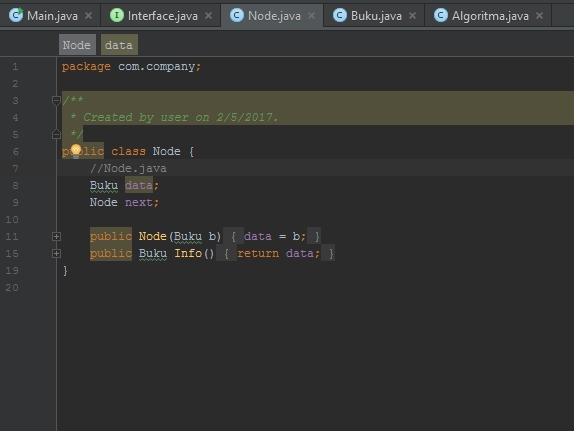 Main.java Interface.java Node.java Buku.java Algoritma.java
Node data
1 package com.company;
2
3 /**
4 * Created by user on 2/5/2017.
5 */
6 public class Node {
7 //Node.java
8 Buku data;
9 Node next;
10
11 public Node(Buku b) { data = b; }
15 public Buku Info() { return data; }
19 }
20